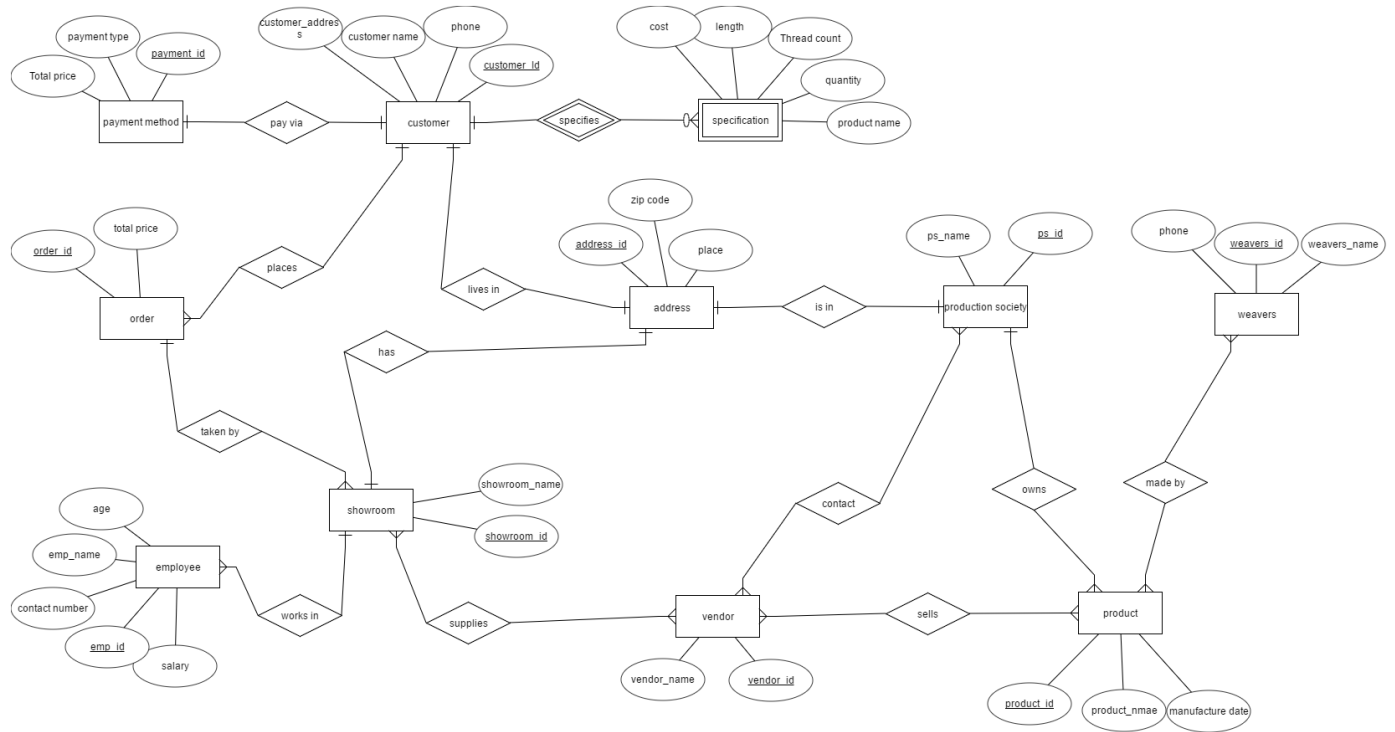 payment type
payment_id
Total price
payment method
pay via
customer_addres
s
customer name
phone
customer_Id
customer
specifies
cost
length
Thread count
quantity
product name
specification
order_id
total price
order
places
lives in
zip code
address_id
place
address
is in
ps_name
ps_id
production society
phone
weavers_id
weavers_name
weavers
has
taken by
showroom_name
showroom
showroom_id
contact
owns
made by
age
emp_name
employee
contact number
emp_id
salary
works in
supplies
vendor
vendor_name
vendor_id
sells
product
product_id
product_nmae
manufacture date